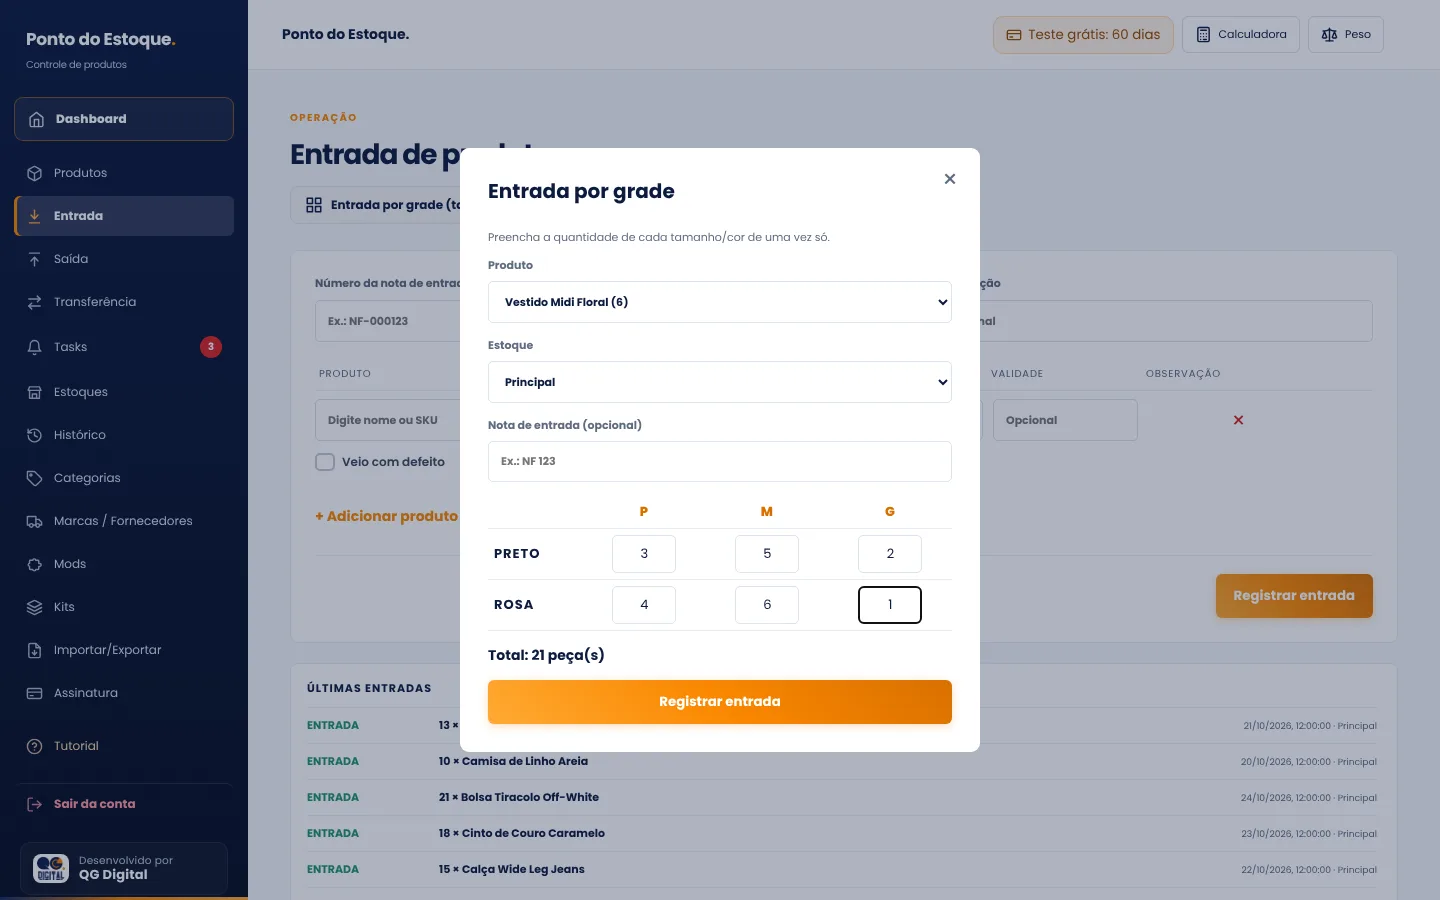 Ponto do Estoque.
Controle de produtos
Dashboard
Produtos
Entrada
Saída
Transferência
Tasks
3
Estoques
Histórico
Categorias
Marcas / Fornecedores
Mods
Kits
Importar/Exportar
Assinatura
Tutorial
Sair da conta
Desenvolvido por
QG Digital
Ponto do Estoque.
Teste grátis: 60 dias
Calculadora
Peso
OPERAÇÃO
Entrada de
Entrada por grade
Número da nota de
Ex.: NF-000123
PRODUTO
VALIDADE
OBSERVAÇÃO
Digite nome ou SKU
Opcional
Veio com defeito
+ Adicionar produto
Registrar entrada
Entrada por grade
Preencha a quantidade de cada tamanho/cor de uma vez só.
Produto
Vestido Midi Floral (6)
Estoque
Principal
Nota de entrada (opcional)
Ex.: NF 123
P M G
PRETO 3 5 2
ROSA 4 6 1
Total: 21 peça(s)
Registrar entrada
ÚLTIMAS ENTRADAS
ENTRADA 13 × 21/10/2026, 12:00:00 · Principal
ENTRADA 10 × Camisa de Linho Areia 20/10/2026, 12:00:00 · Principal
ENTRADA 21 × Bolsa Tiracolo Off-White 24/10/2026, 12:00:00 · Principal
ENTRADA 18 × Cinto de Couro Caramelo 23/10/2026, 12:00:00 · Principal
ENTRADA 15 × Calça Wide Leg Jeans 22/10/2026, 12:00:00 · Principal